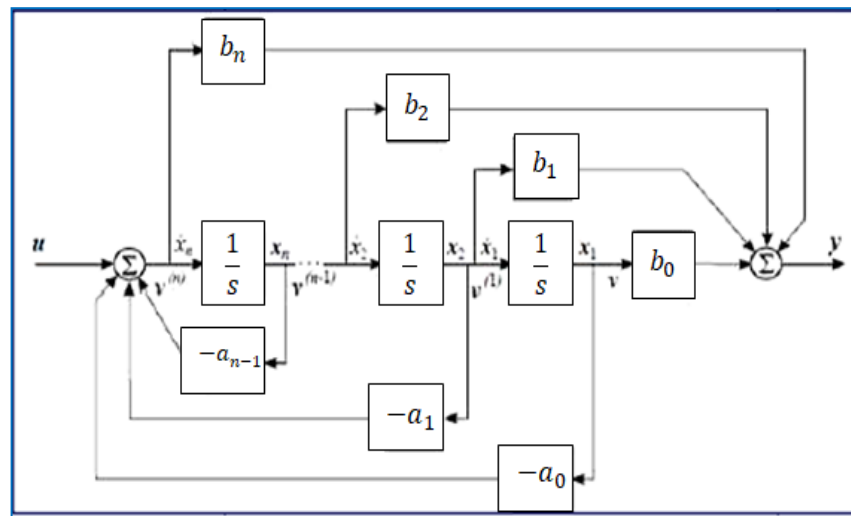 b_n
b_2
b_1
u Σ ẋ_n 1/s x_n ... ẋ_2 1/s x_2 ẋ_1 1/s x_1 b_0 Σ y
v^(n) v^(n-1) v^(1) v
-a_{n-1}
-a_1
-a_0